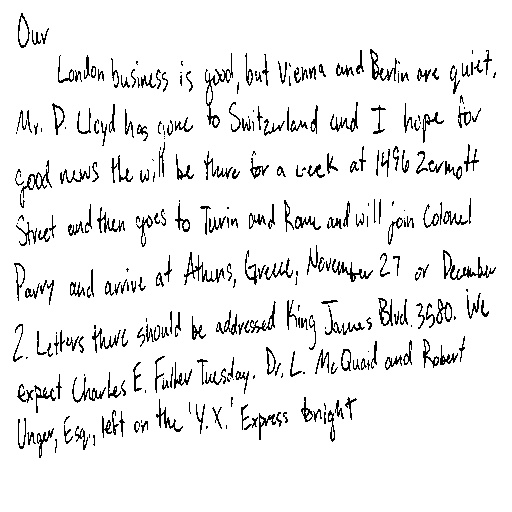 Our
London business is good, but Vienna and Berlin are quiet.
Mr. D. Lloyd has gone to Switzerland and I hope for
good news the will be there for a week at 1496 Zermott
Street and then goes to Turin and Rome and will join Colonel
Parry and arrive at Athens, Greece, November 27 or December
2. Letters there should be addressed King James Blvd. 3580. We
expect Charles E. Fuller Tuesday. Dr. L. McQuaid and Robert
Unger, Esq., left on the 'Y.X.' Express tonight